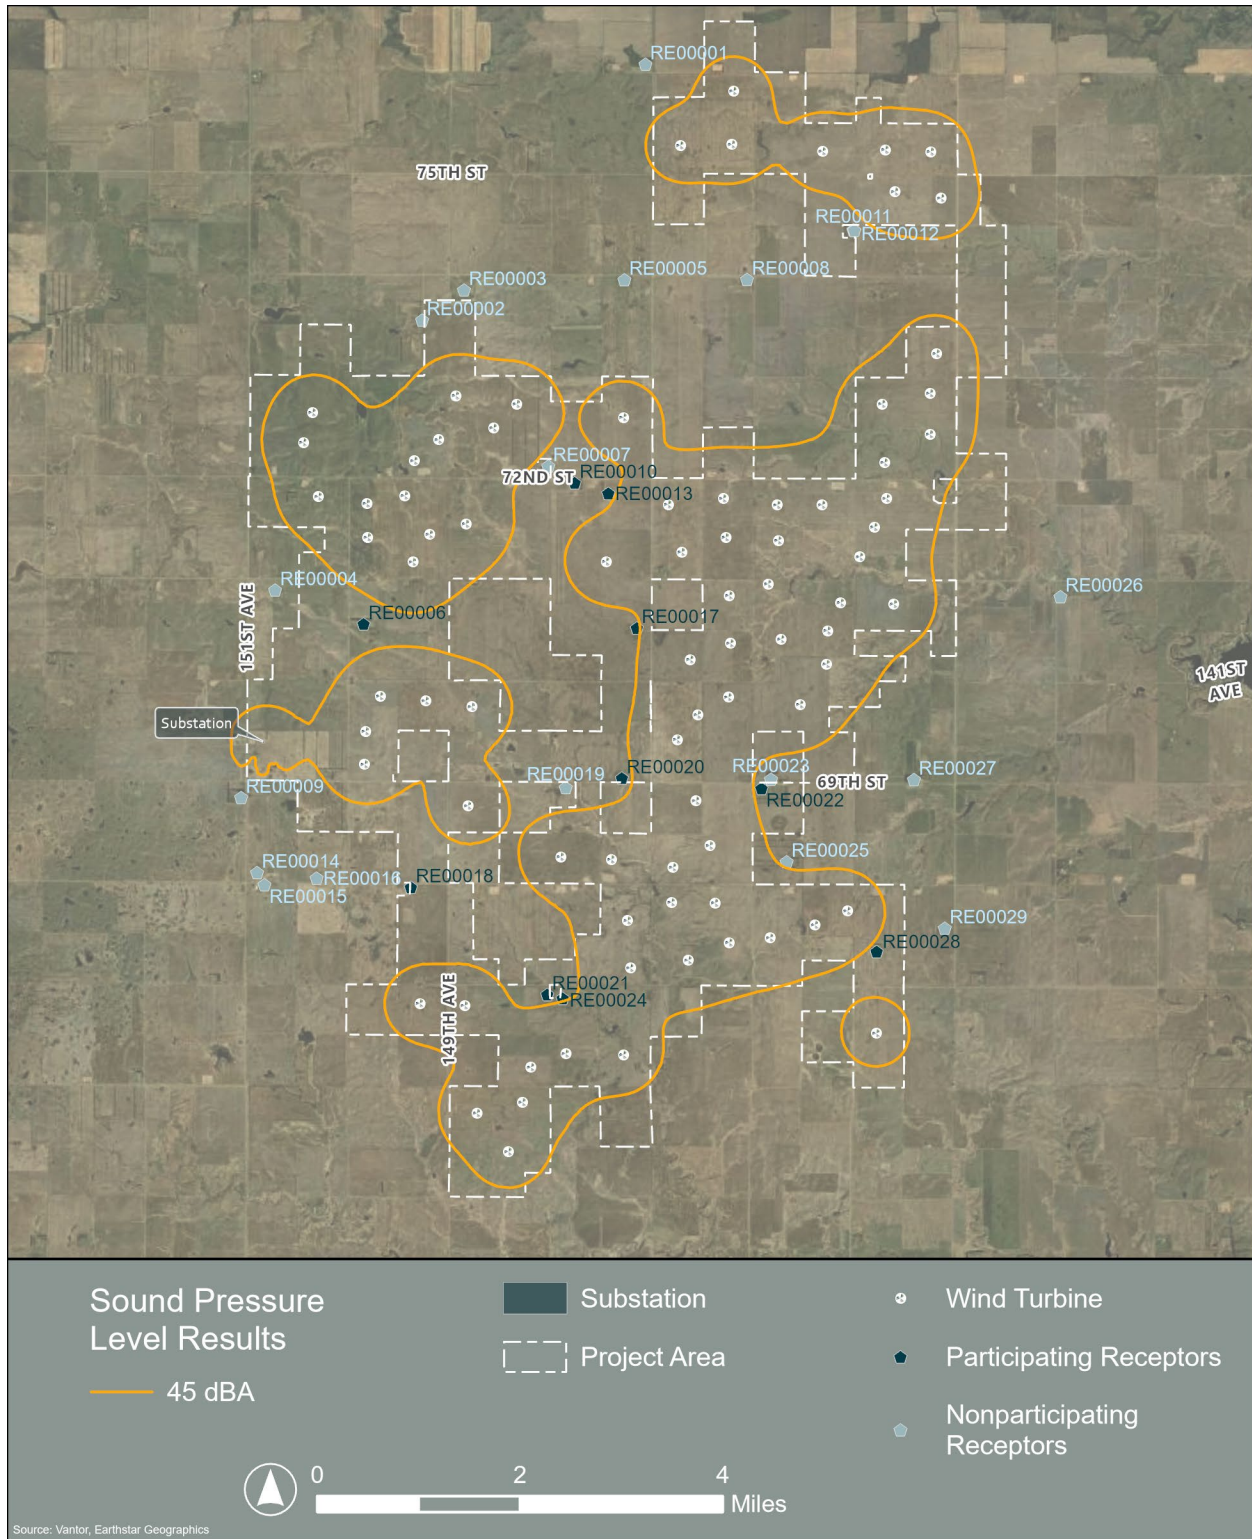 RE00001
75TH ST
RE00011
RE00012
RE00005
RE00008
RE00003
RE00002
RE00007
72ND ST
RE00010
RE00013
RE00004
RE00026
RE00006
RE00017
151ST AVE
141ST
AVE
Substation
RE00020
RE00023
RE00019
69TH ST
RE00027
RE00009
RE00022
RE00025
RE00014
RE00016
RE00018
RE00015
RE00029
RE00028
RE00021
RE00024
149TH AVE
Sound Pressure
Level Results
45 dBA
Substation
Project Area
Wind Turbine
Participating Receptors
Nonparticipating
Receptors
0 2 4
Miles
Source: Vantor, Earthstar Geographics